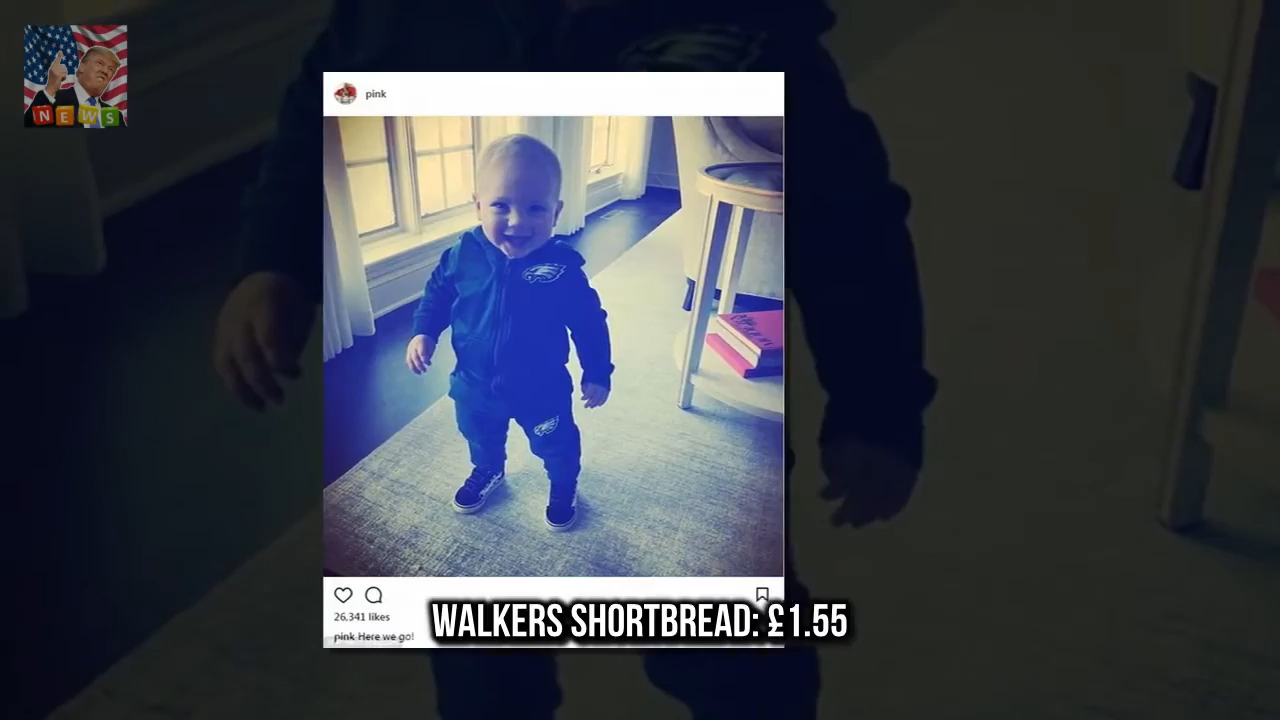 NEWS
pink
26,341 likes
pink Here we go!
WALKERS SHORTBREAD: £1.55